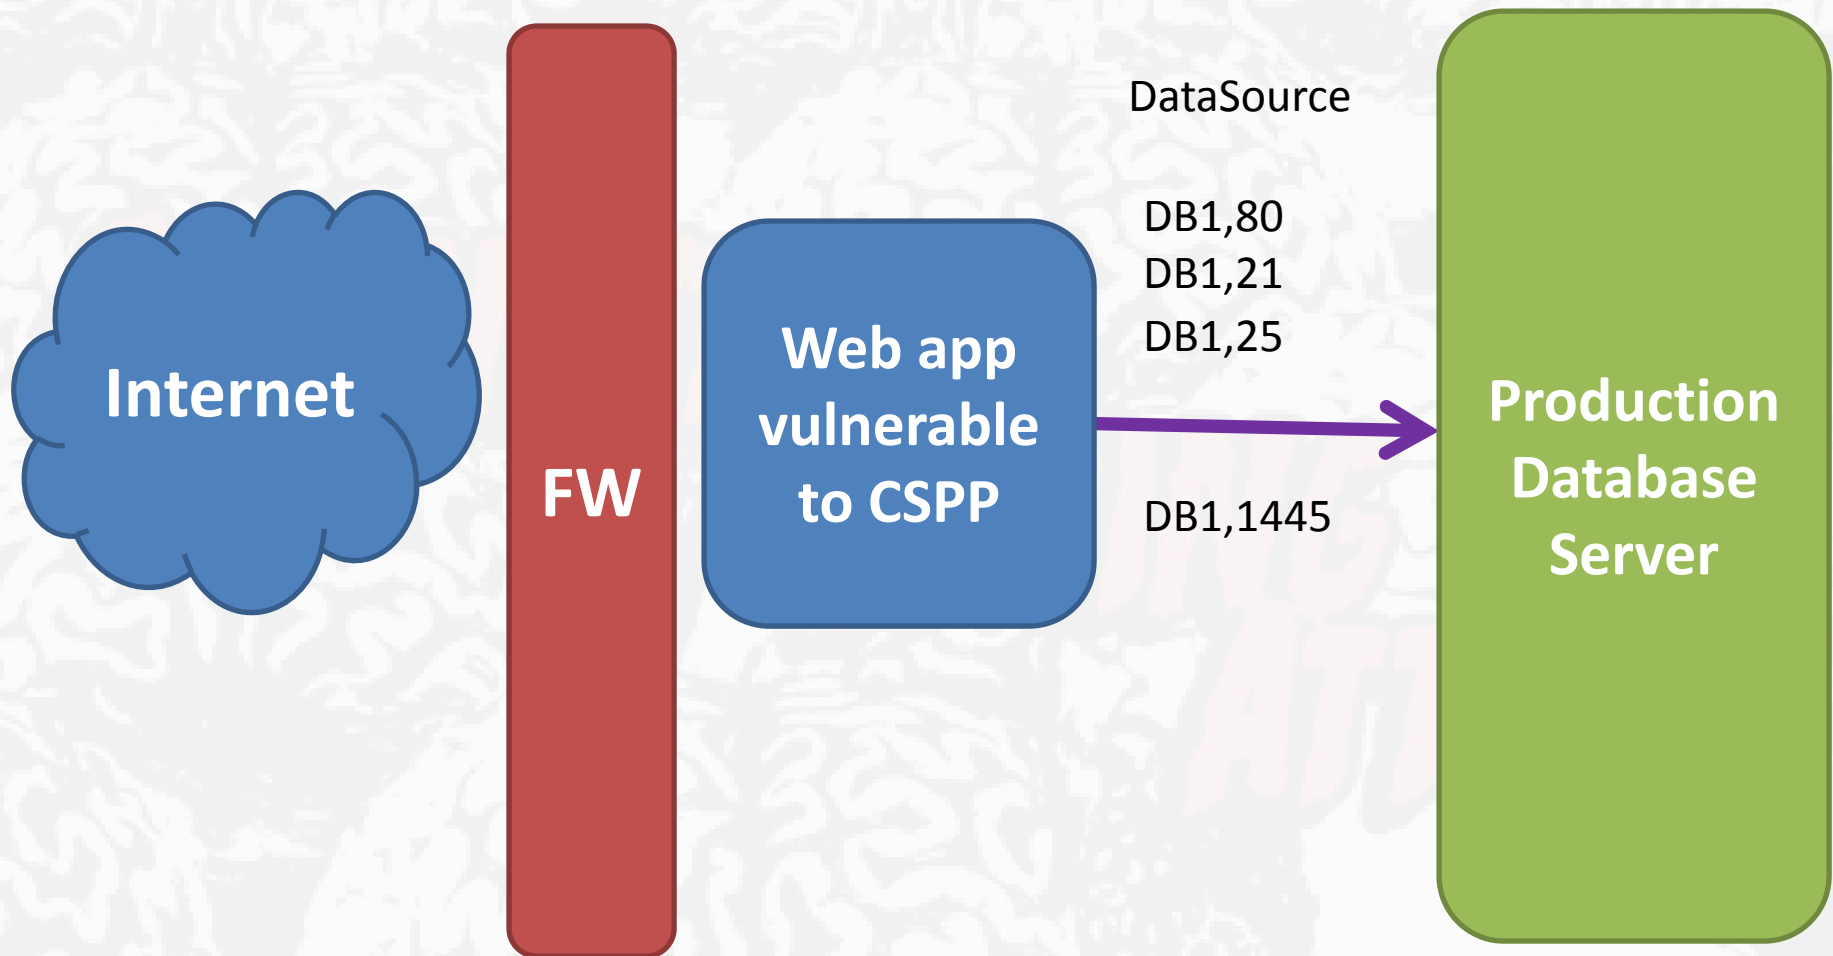 Internet
FW
Web app
vulnerable
to CSPP
DataSource
DB1,80
DB1,21
DB1,25
DB1,1445
Production
Database
Server